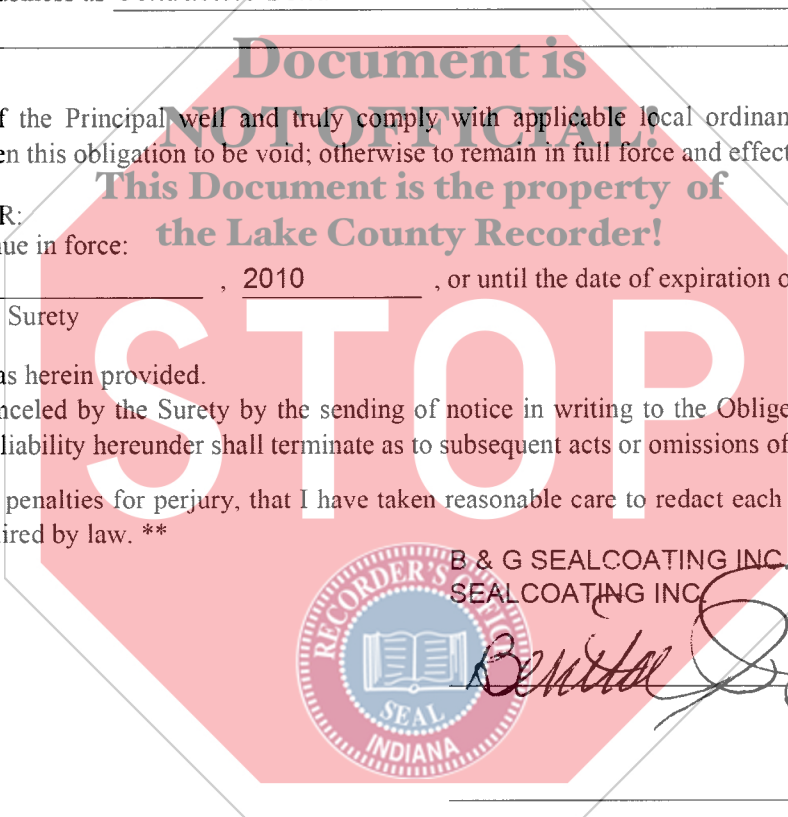 Document is
f the Principal well and truly comply with applicable local ordinan
NOT OFFICIAL!
en this obligation to be void; otherwise to remain in full force and effect
This Document is the property of
R:
the Lake County Recorder!
ue in force:
, 2010 , or until the date of expiration o
Surety
as herein provided.
nceled by the Surety by the sending of notice in writing to the Oblige
liability hereunder shall terminate as to subsequent acts or omissions of
STOP
penalties for perjury, that I have taken reasonable care to redact each
ired by law. **
B & G SEALCOATING INC.
SEALCOATING INC.
RECORDER'S OFFICE
SEAL
INDIANA